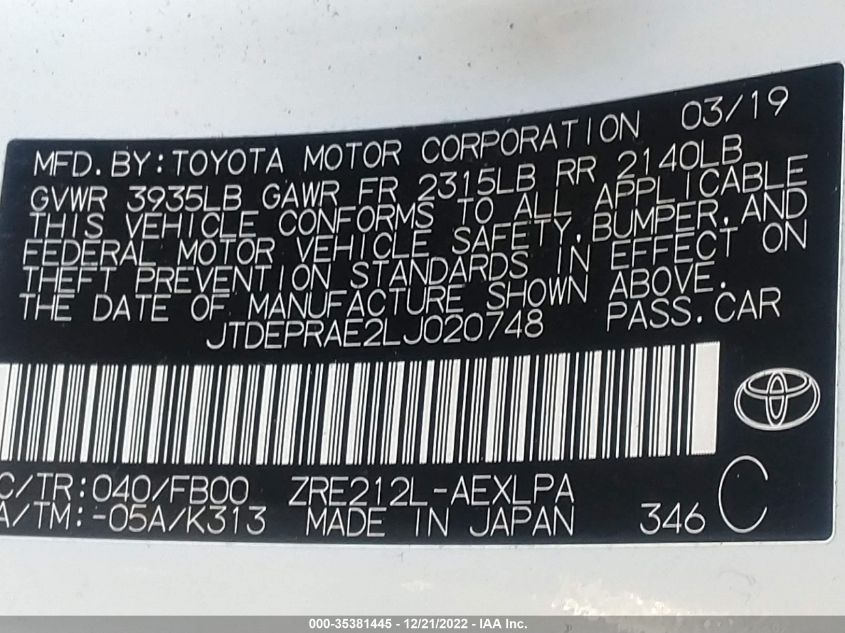 MFD. BY: TOYOTA MOTOR CORPORATION 03/19
GVWR 3935LB GAWR FR 2315LB RR 2140LB
THIS VEHICLE CONFORMS TO ALL APPLICABLE
FEDERAL MOTOR VEHICLE SAFETY, BUMPER, AND
THEFT PREVENTION STANDARDS IN EFFECT ON
THE DATE OF MANUFACTURE SHOWN ABOVE.
JTDEPRAE2LJ020748 PASS. CAR
C/TR: 040/FB00 ZRE212L-AEXLPA
A/TM: -05A/K313 MADE IN JAPAN 346 C
000-35381445 - 12/21/2022 - IAA Inc.